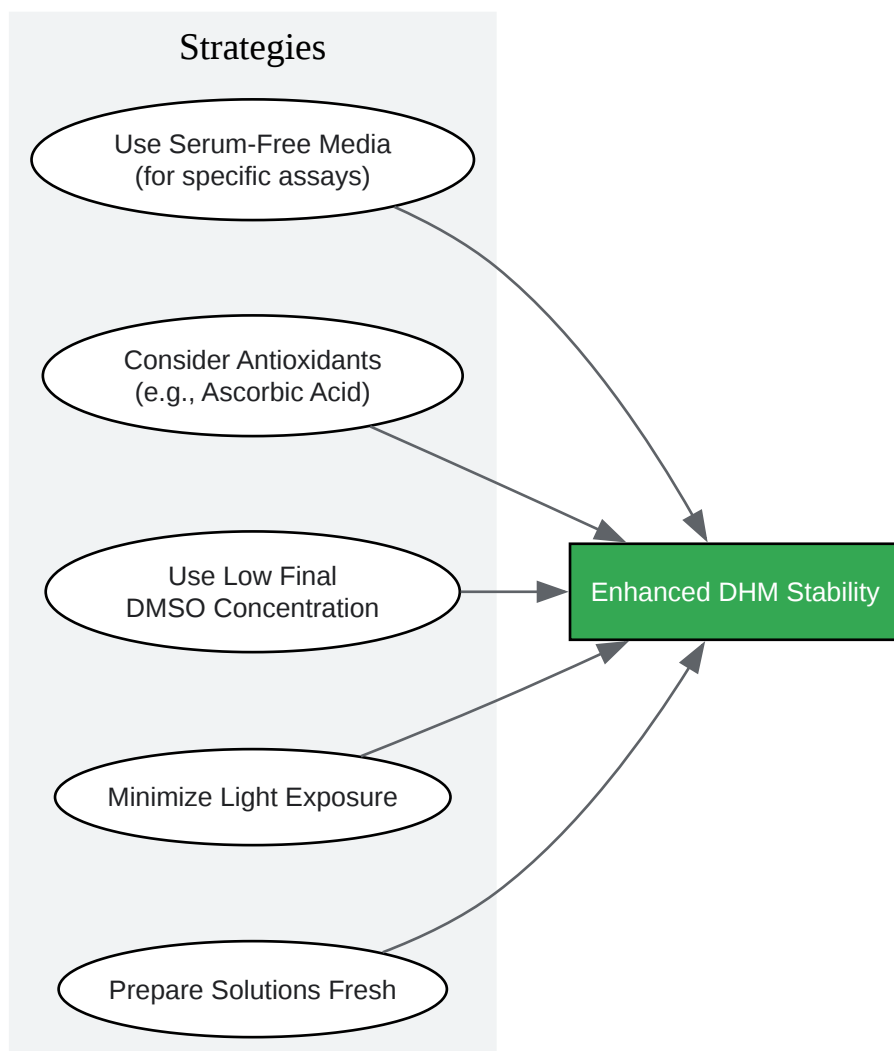 Strategies
Use Serum-Free Media
(for specific assays)
Consider Antioxidants
(e.g., Ascorbic Acid)
Use Low Final
DMSO Concentration
Enhanced DHM Stability
Minimize Light Exposure
Prepare Solutions Fresh